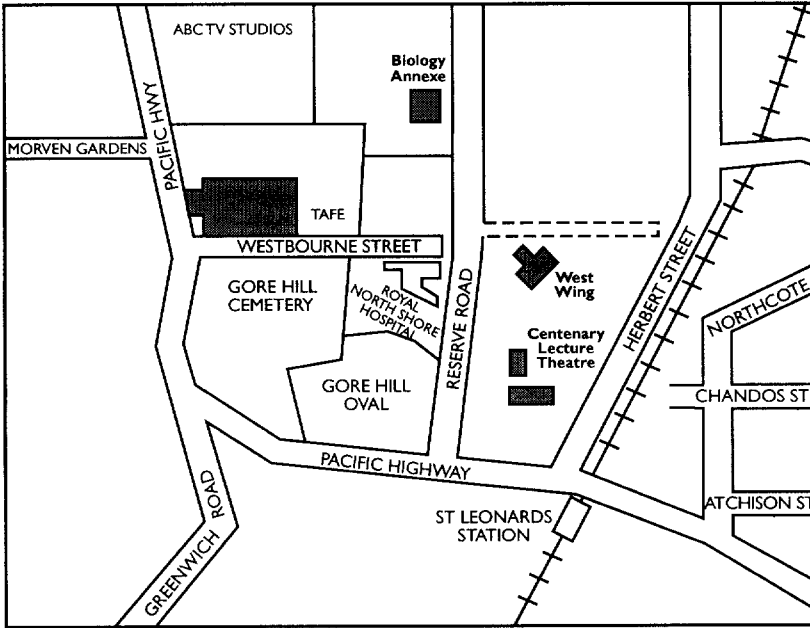 ABC TV STUDIOS
Biology
Annexe
PACIFIC HWY
MORVEN GARDENS
TAFE
WESTBOURNE STREET
GORE HILL
CEMETERY
ROYAL
NORTH SHORE
HOSPITAL
RESERVE ROAD
West
Wing
HERBERT STREET
Centenary
Lecture
Theatre
NORTHCOTE
CHANDOS ST
GORE HILL
OVAL
PACIFIC HIGHWAY
ATCHISON ST
ST LEONARDS
STATION
GREENWICH ROAD